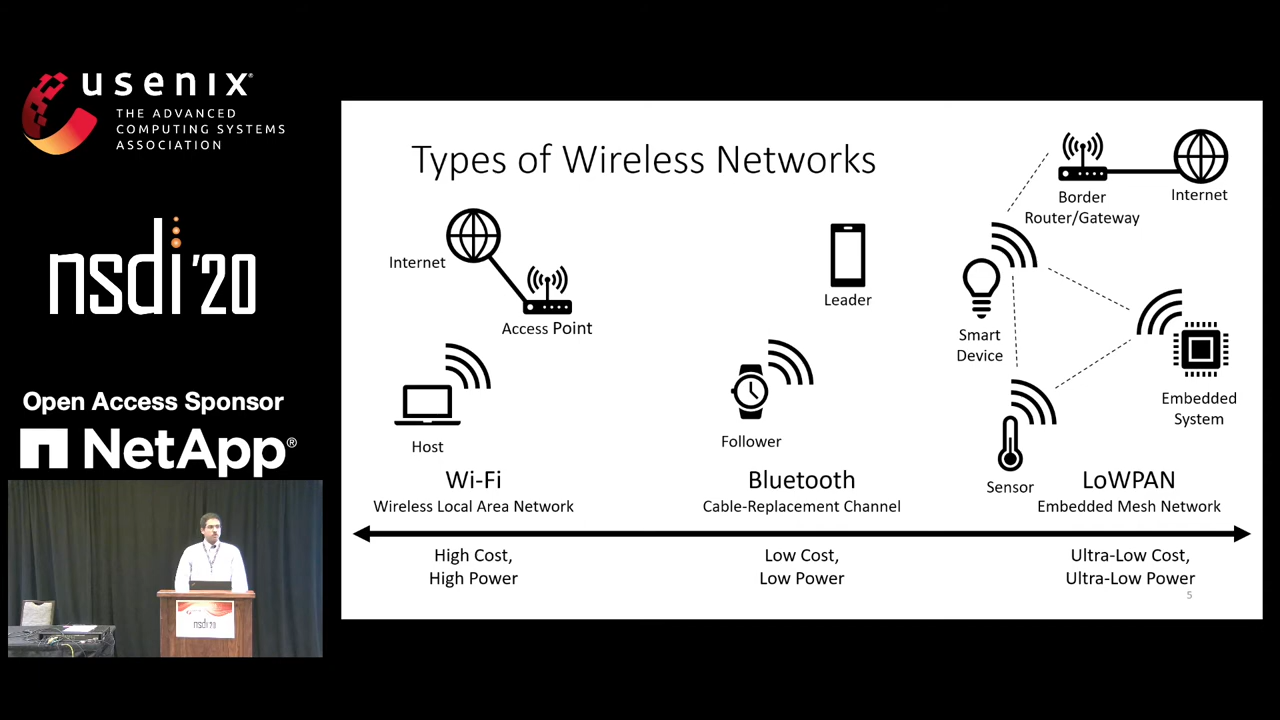 usenix®
THE ADVANCED
COMPUTING SYSTEMS
ASSOCIATION
nsdi '20
Open Access Sponsor
NetApp®
nsdi '20
Types of Wireless Networks
Internet
Access Point
Host
Wi-Fi
Wireless Local Area Network
High Cost,
High Power
Leader
Follower
Bluetooth
Cable-Replacement Channel
Low Cost,
Low Power
Border
Router/Gateway
Internet
Smart
Device
Embedded
System
Sensor
LoWPAN
Embedded Mesh Network
Ultra-Low Cost,
Ultra-Low Power
5